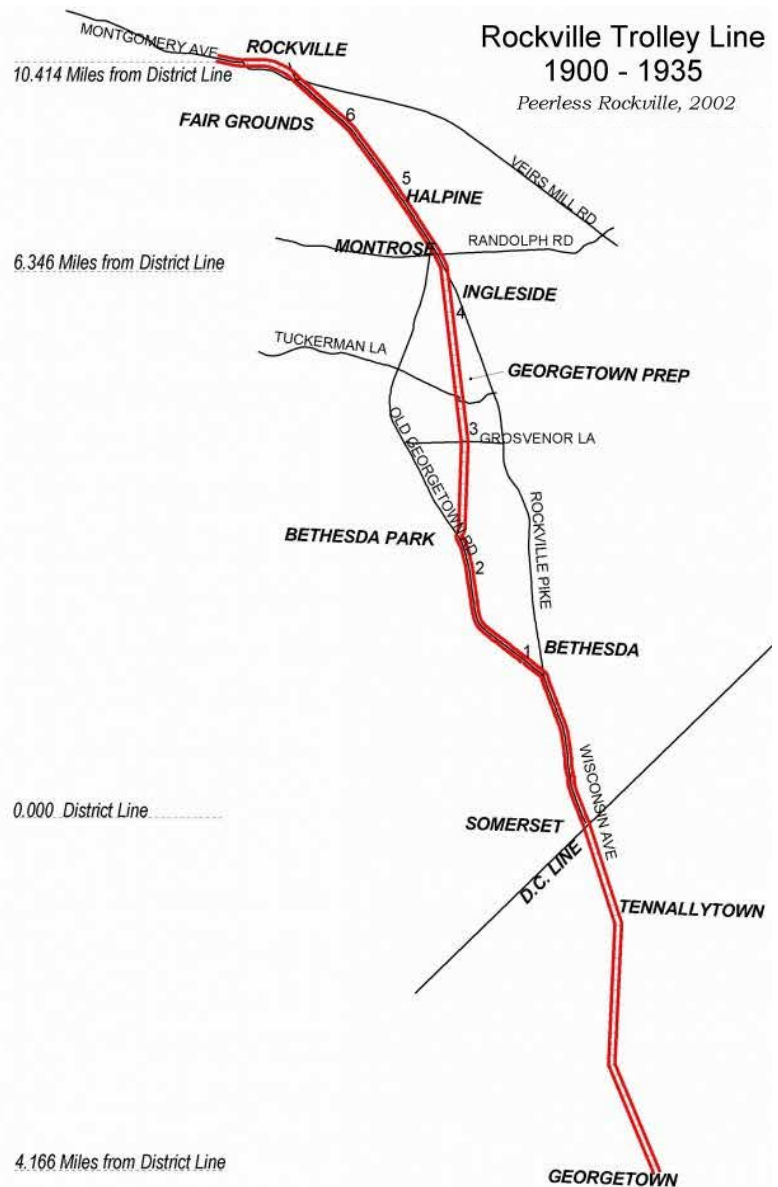 Rockville Trolley Line
1900 - 1935
Peerless Rockville, 2002
MONTGOMERY AVE
ROCKVILLE
10.414 Miles from District Line
FAIR GROUNDS
6
VEIRS MILL RD
5
HALPINE
MONTROSE
RANDOLPH RD
6.346 Miles from District Line
INGLESIDE
4
TUCKERMAN LA
GEORGETOWN PREP
OLD GEORGETOWN RD
3
GROSVENOR LA
ROCKVILLE PIKE
BETHESDA PARK
2
1
BETHESDA
WISCONSIN AVE
0.000 District Line
SOMERSET
D.C. LINE
TENNALLYTOWN
4.166 Miles from District Line
GEORGETOWN